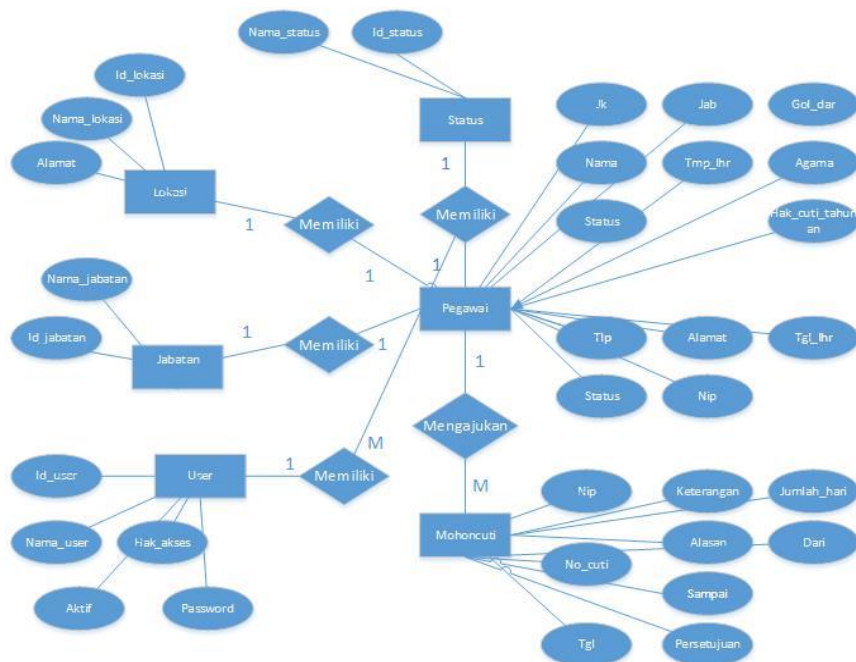 Nama_status
Id_status
Id_lokasi
Nama_lokasi
Alamat
Lokasi
Status
Jk
Jab
Gol_dar
Nama
Tmp_lhr
Agama
Status
Hak_cuti_tahun
an
1
Memiliki
1
Memiliki
1
1
Nama_jabatan
Id_jabatan
Jabatan
1
Memiliki
1
Pegawai
Tlp
Alamat
Tgl_lhr
Status
Nip
1
Mengajukan
M
M
Id_user
User
1
Memiliki
Nama_user
Hak_akses
Aktif
Password
Mohoncuti
Nip
Keterangan
Jumlah_hari
No_cuti
Alasan
Dari
Sampai
Tgl
Persetujuan